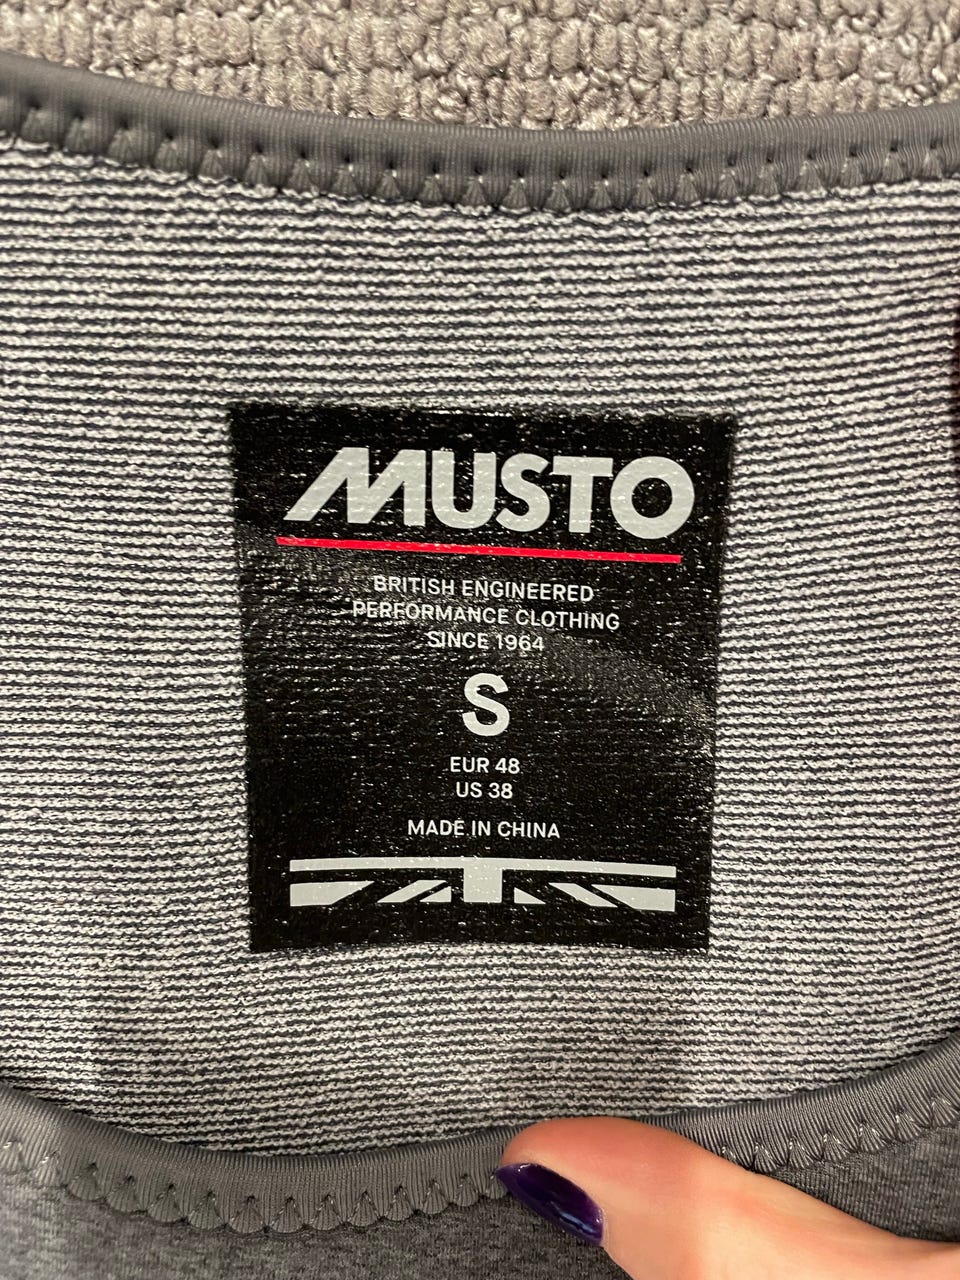 MUSTO
BRITISH ENGINEERED
PERFORMANCE CLOTHING
SINCE 1964
S
EUR 48
US 38
MADE IN CHINA